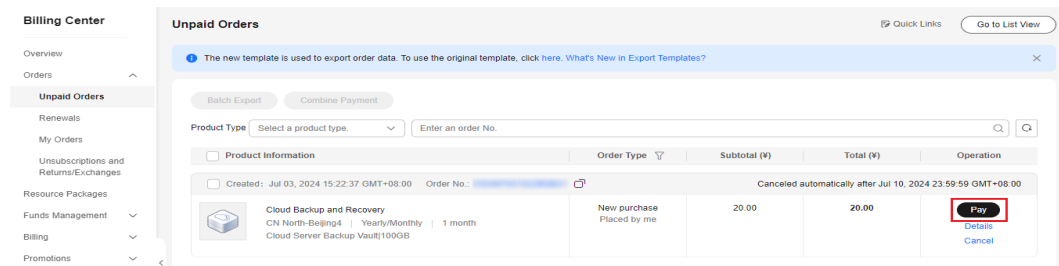 Billing Center
Overview
Orders
Unpaid Orders
Renewals
My Orders
Unsubscriptions and
Returns/Exchanges
Resource Packages
Funds Management
Billing
Promotions
Unpaid Orders
Quick Links
Go to List View
The new template is used to export order data. To use the original template, click here. What's New in Export Templates?
Batch Export Combine Payment
Product Type Select a product type. Enter an order No.
Product Information Order Type Subtotal (¥) Total (¥) Operation
Created: Jul 03, 2024 15:22:37 GMT+08:00 Order No.: Canceled automatically after Jul 10, 2024 23:59:59 GMT+08:00
Cloud Backup and Recovery New purchase 20.00 20.00 Pay
CN North-Beijing4 | Yearly/Monthly | 1 month Placed by me Details
Cloud Server Backup Vault|100GB Cancel